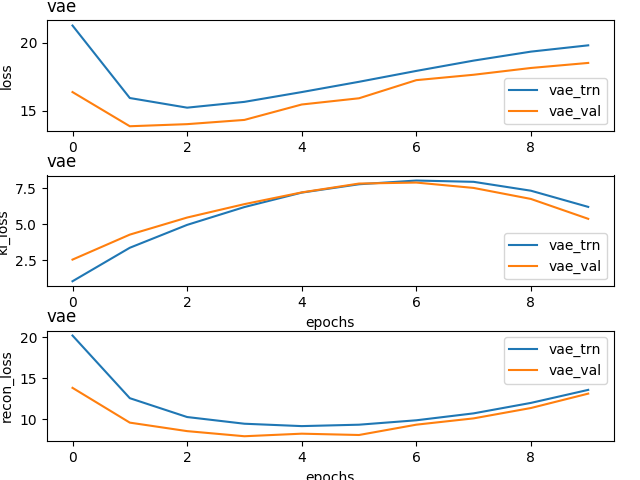 vae
loss
20
15
0 2 4 6 8
vae_trn
vae_val
vae
kl_loss
7.5
5.0
2.5
0 2 4 6 8
epochs
vae_trn
vae_val
vae
recon_loss
20
15
10
0 2 4 6 8
epochs
vae_trn
vae_val